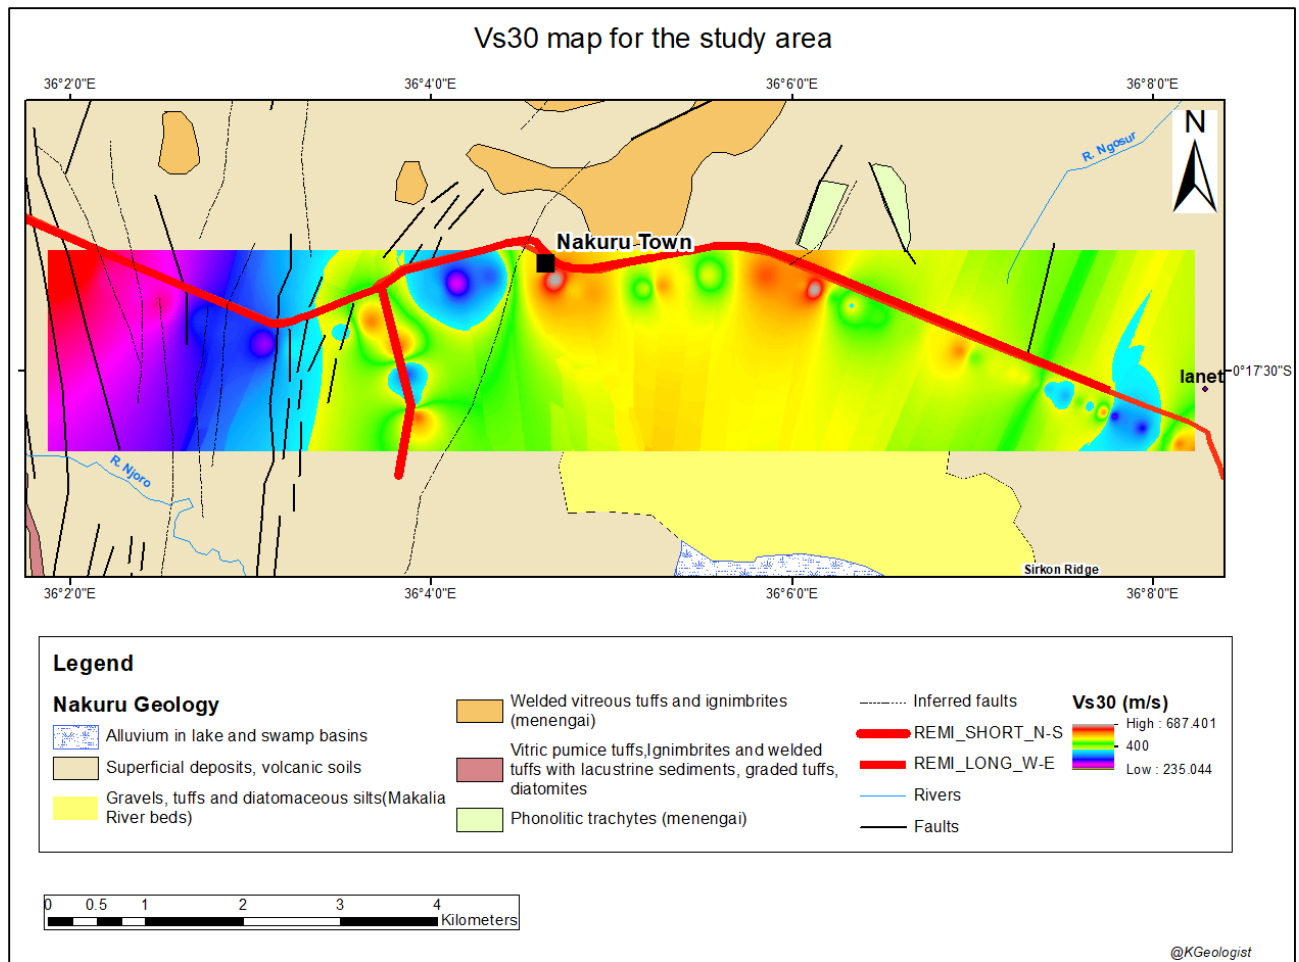 Vs30 map for the study area
36°2'0"E
36°4'0"E
36°6'0"E
36°8'0"E
N
R. Ngosur
Nakuru Town
0°17'30"S
lanet
R. Njoro
Sirkon Ridge
36°2'0"E
36°4'0"E
36°6'0"E
36°8'0"E
Legend
Nakuru Geology
Alluvium in lake and swamp basins
Superficial deposits, volcanic soils
Gravels, tuffs and diatomaceous silts(Makalia
River beds)
Welded vitreous tuffs and ignimbrites
(menengai)
Vitric pumice tuffs,Ignimbrites and welded
tuffs with lacustrine sediments, graded tuffs,
diatomites
Phonolitic trachytes (menengai)
Inferred faults
REMI_SHORT_N-S
REMI_LONG_W-E
Rivers
Faults
Vs30 (m/s)
High : 687.401
400
Low : 235.044
0 0.5 1 2 3 4
Kilometers
@KGeologist